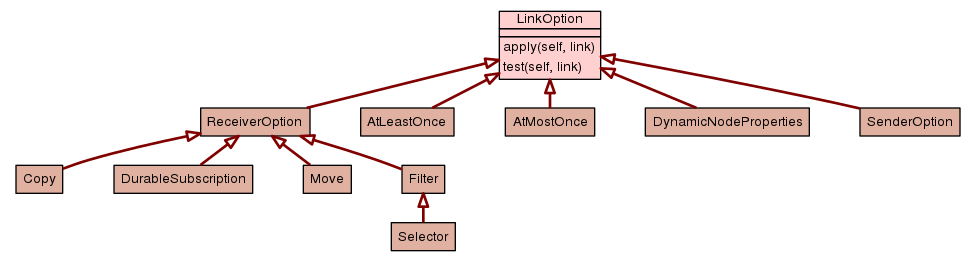 LinkOption
apply(self, link)
test(self, link)
ReceiverOption
AtLeastOnce
AtMostOnce
DynamicNodeProperties
SenderOption
Copy
DurableSubscription
Move
Filter
Selector